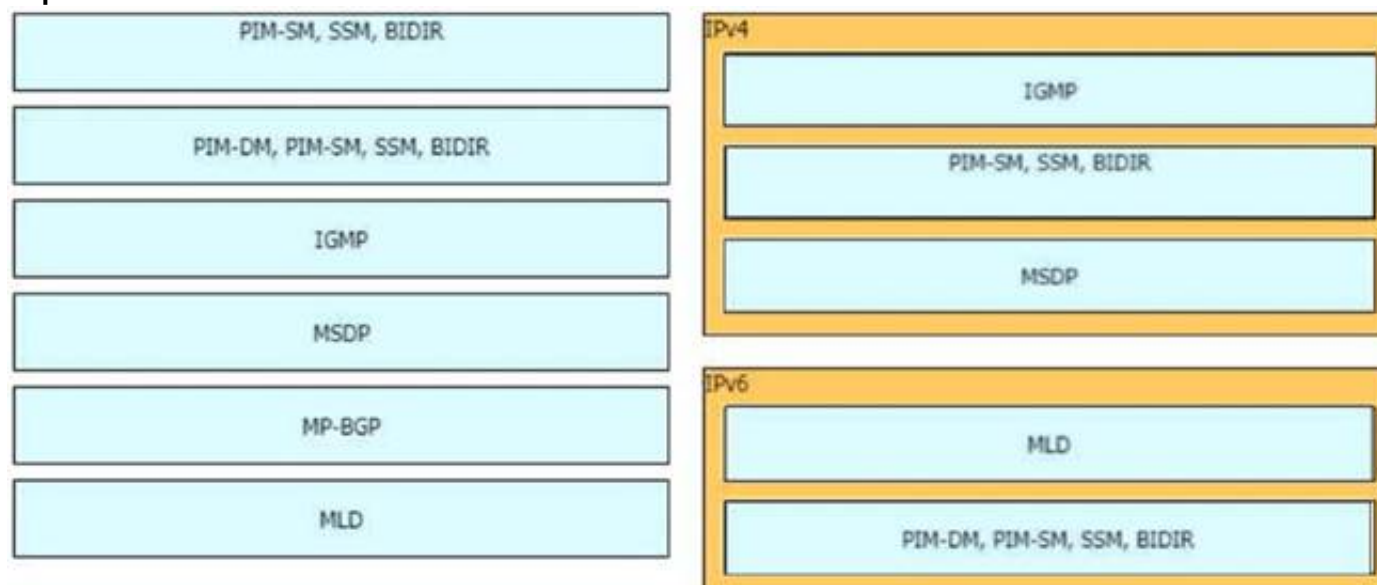 PIM-SM, SSM, BIDIR
PIM-DM, PIM-SM, SSM, BIDIR
IGMP
MSDP
MP-BGP
MLD
IPv4
IGMP
PIM-SM, SSM, BIDIR
MSDP
IPv6
MLD
PIM-DM, PIM-SM, SSM, BIDIR